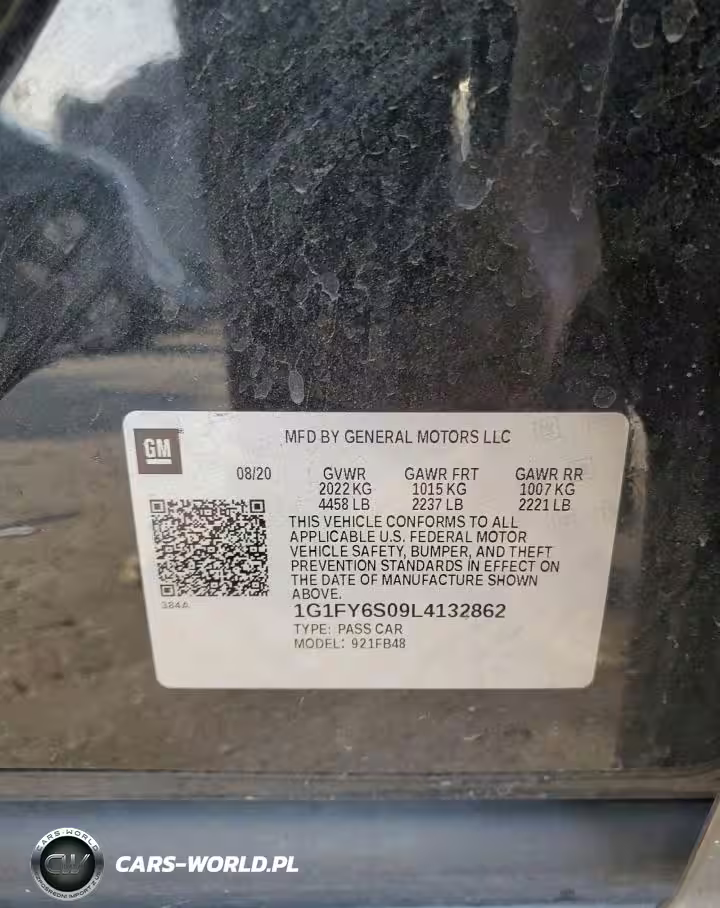 GM
MFD BY GENERAL MOTORS LLC
08/20 GVWR GAWR FRT GAWR RR
2022 KG 1015 KG 1007 KG
4458 LB 2237 LB 2221 LB
THIS VEHICLE CONFORMS TO ALL
APPLICABLE U.S. FEDERAL MOTOR
VEHICLE SAFETY, BUMPER, AND THEFT
PREVENTION STANDARDS IN EFFECT ON
THE DATE OF MANUFACTURE SHOWN
ABOVE.
384A
1G1FY6S09L4132862
TYPE: PASS CAR
MODEL: 921FB48
CARS-WORLD
CW
CARS-WORLD.PL